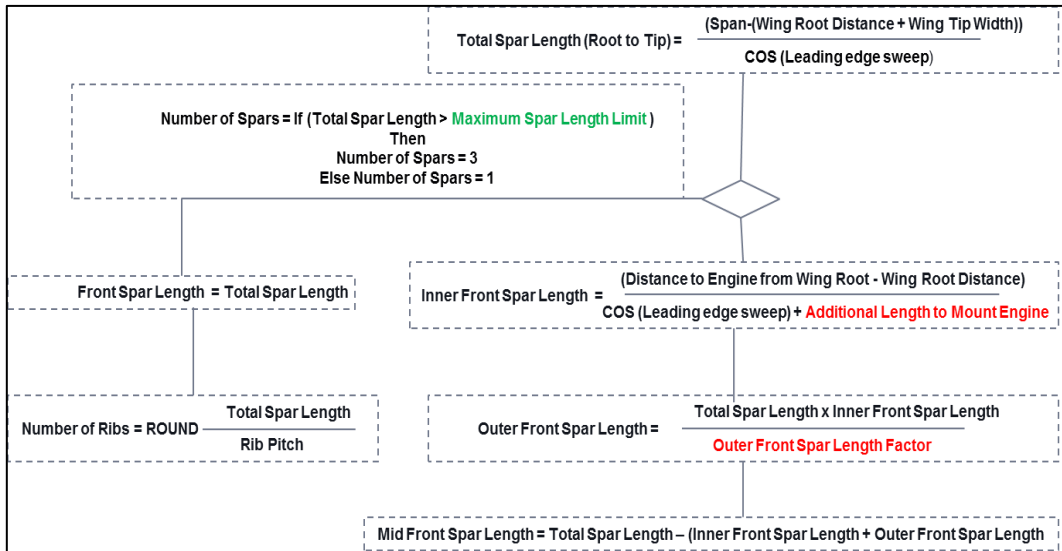 (Span-(Wing Root Distance + Wing Tip Width))
Total Spar Length (Root to Tip) =
COS (Leading edge sweep)
Number of Spars = If (Total Spar Length > Maximum Spar Length Limit )
Then
Number of Spars = 3
Else Number of Spars = 1
Front Spar Length = Total Spar Length
(Distance to Engine from Wing Root - Wing Root Distance)
Inner Front Spar Length =
COS (Leading edge sweep) + Additional Length to Mount Engine
Total Spar Length
Number of Ribs = ROUND
Rib Pitch
Total Spar Length x Inner Front Spar Length
Outer Front Spar Length =
Outer Front Spar Length Factor
Mid Front Spar Length = Total Spar Length – (Inner Front Spar Length + Outer Front Spar Length